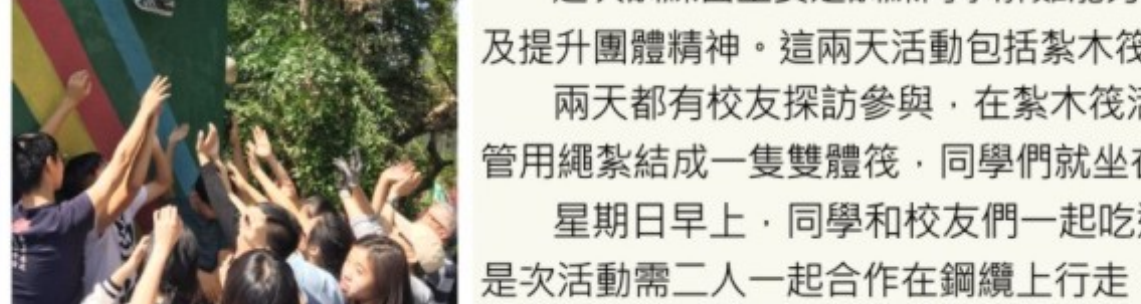 及提升團體精神。這兩天活動包括紮木筏
兩天都有校友探訪參與，在紮木筏活
管用繩紮結成一隻雙體筏，同學們就坐在
星期日早上，同學和校友們一起吃
是次活動需二人一起合作在鋼纜上行走